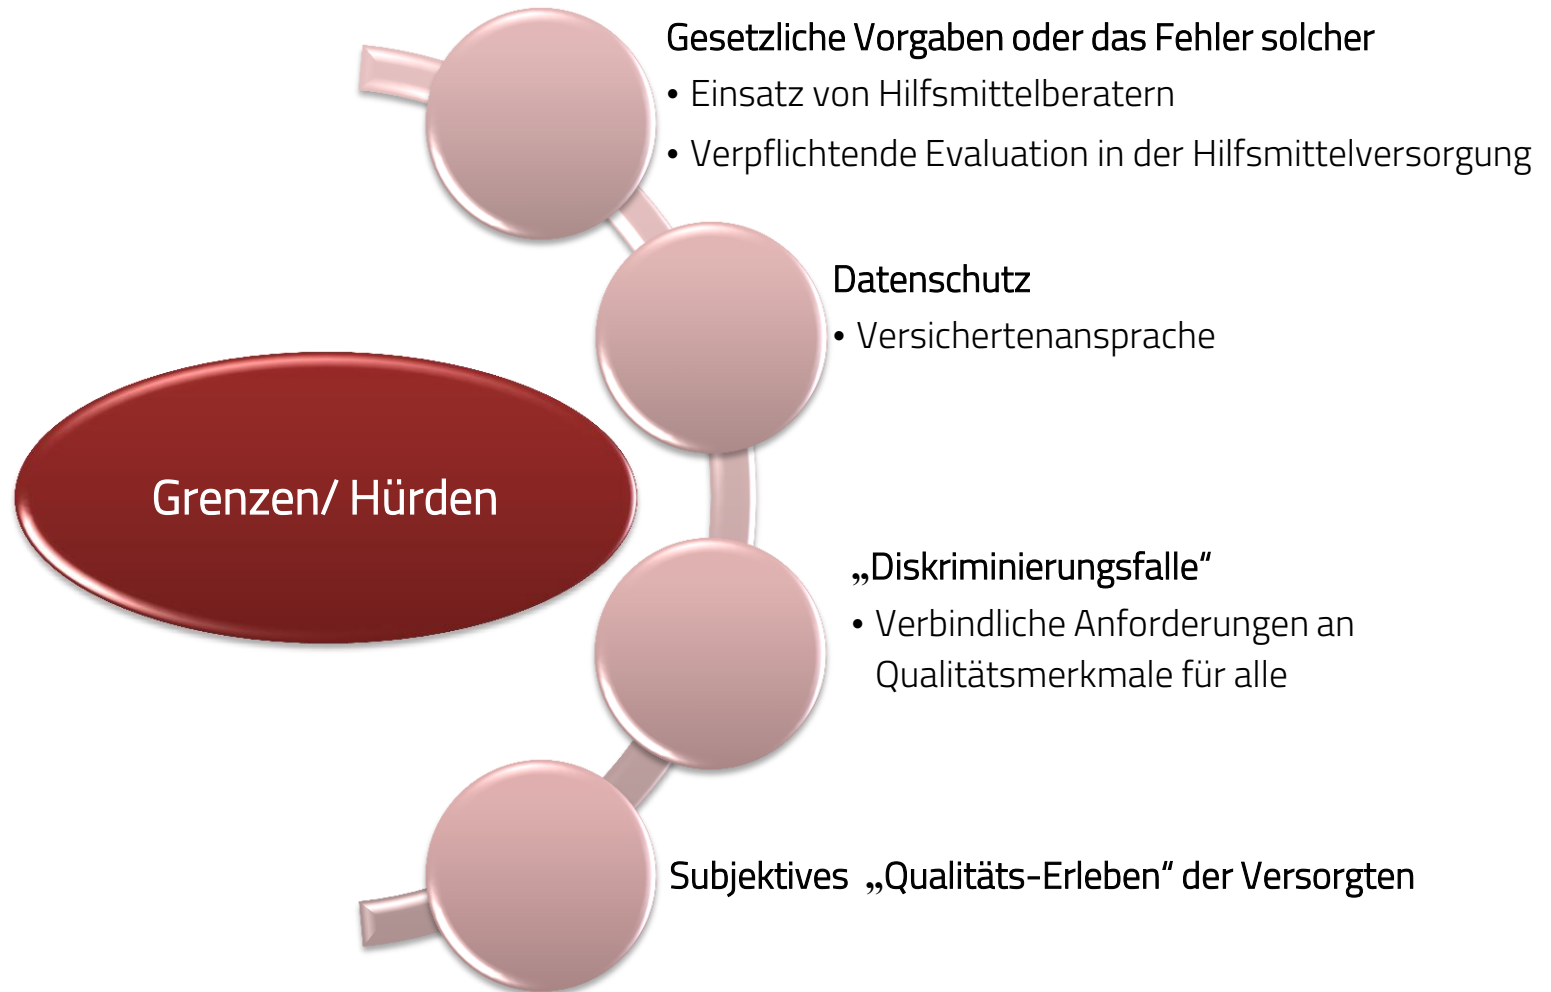 Gesetzliche Vorgaben oder das Fehler solcher
• Einsatz von Hilfsmittelberatern
• Verpflichtende Evaluation in der Hilfsmittelversorgung
Datenschutz
• Versichertenansprache
Grenzen/ Hürden
„Diskriminierungsfalle“
• Verbindliche Anforderungen an
Qualitätsmerkmale für alle
Subjektives „Qualitäts-Erleben“ der Versorgten